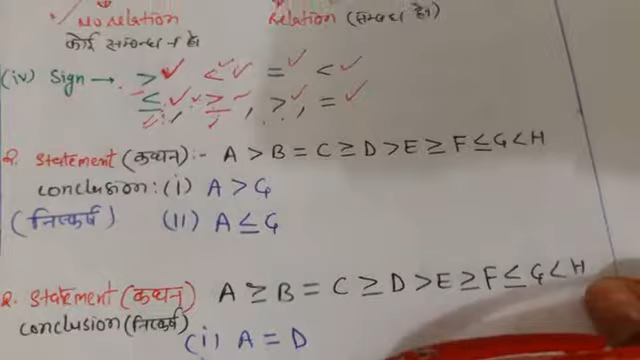 No relation Relation (सम्बन्ध है।)
कोई सम्बन्ध न हो
(iv) Sign → > < = <
≤, ≥, >, =
Q. Statement (कथन):- A > B = C ≥ D > E ≥ F ≤ G < H
conclusion: (i) A > G
(निष्कर्ष) (II) A ≤ G
Q. Statement (कथन) A ≥ B = C ≥ D > E ≥ F ≤ G < H
conclusion (निष्कर्ष)
(i) A = D